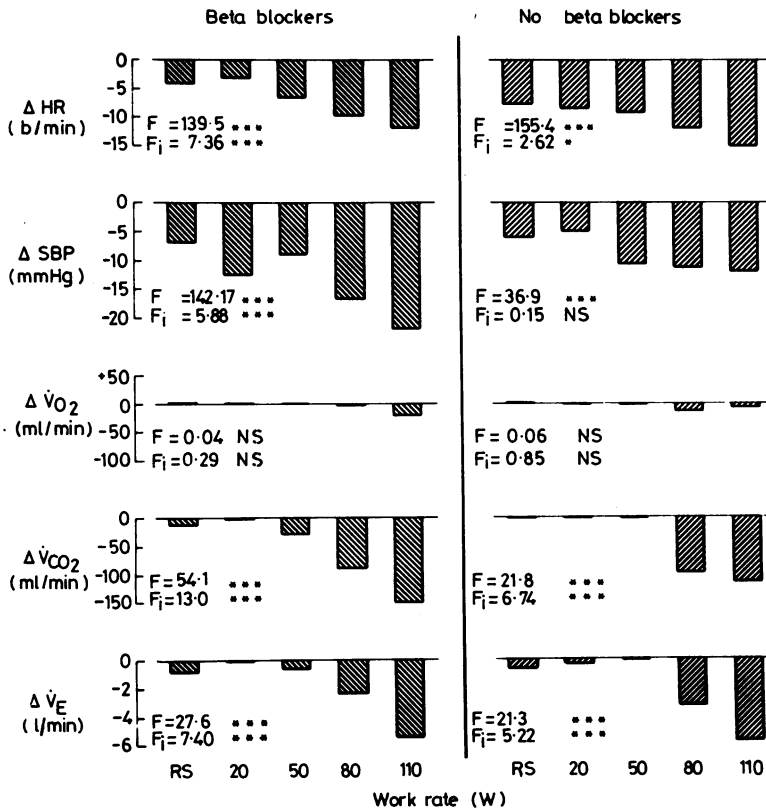 Beta blockers
No beta blockers
Δ HR
(b/min)
0
-5
-10
-15
F =139·5 ***
Fi = 7·36 ***
F =155·4 ***
Fi = 2·62 *
Δ SBP
(mmHg)
0
-5
-10
-15
-20
F =142·17 ***
Fi = 5·88 ***
F =36·9 ***
Fi = 0·15 NS
Δ V̇O2
(ml/min)
+50
0
-50
-100
F = 0·04 NS
Fi = 0·29 NS
F = 0·06 NS
Fi = 0·85 NS
Δ V̇CO2
(ml/min)
0
-50
-100
-150
F = 54·1 ***
Fi =13·0 ***
F = 21·8 ***
Fi = 6·74 ***
Δ V̇E
(l/min)
0
-2
-4
-6
F = 27·6 ***
Fi = 7·40 ***
F = 21·3 ***
Fi = 5·22 ***
RS 20 50 80 110
RS 20 50 80 110
Work rate (W)